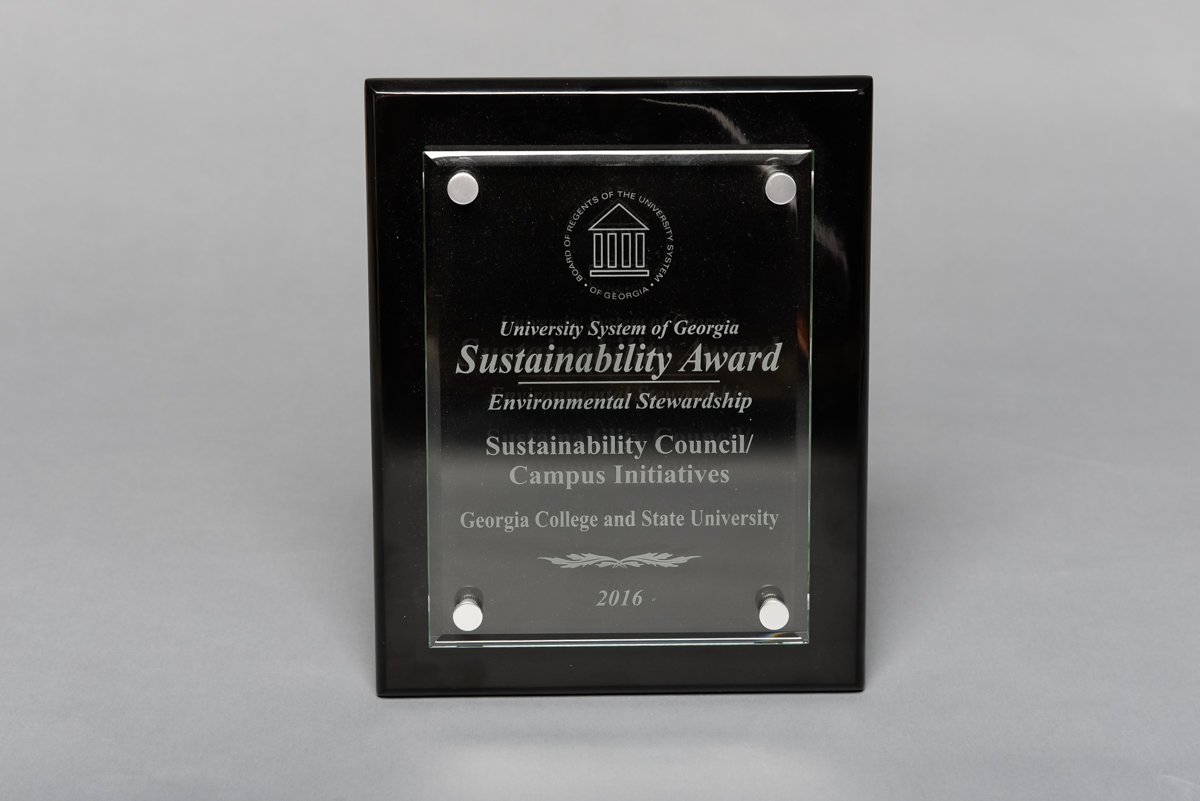 BOARD OF REGENTS OF THE UNIVERSITY SYSTEM
• OF GEORGIA •
University System of Georgia
Sustainability Award
Environmental Stewardship
Sustainability Council/
Campus Initiatives
Georgia College and State University
2016